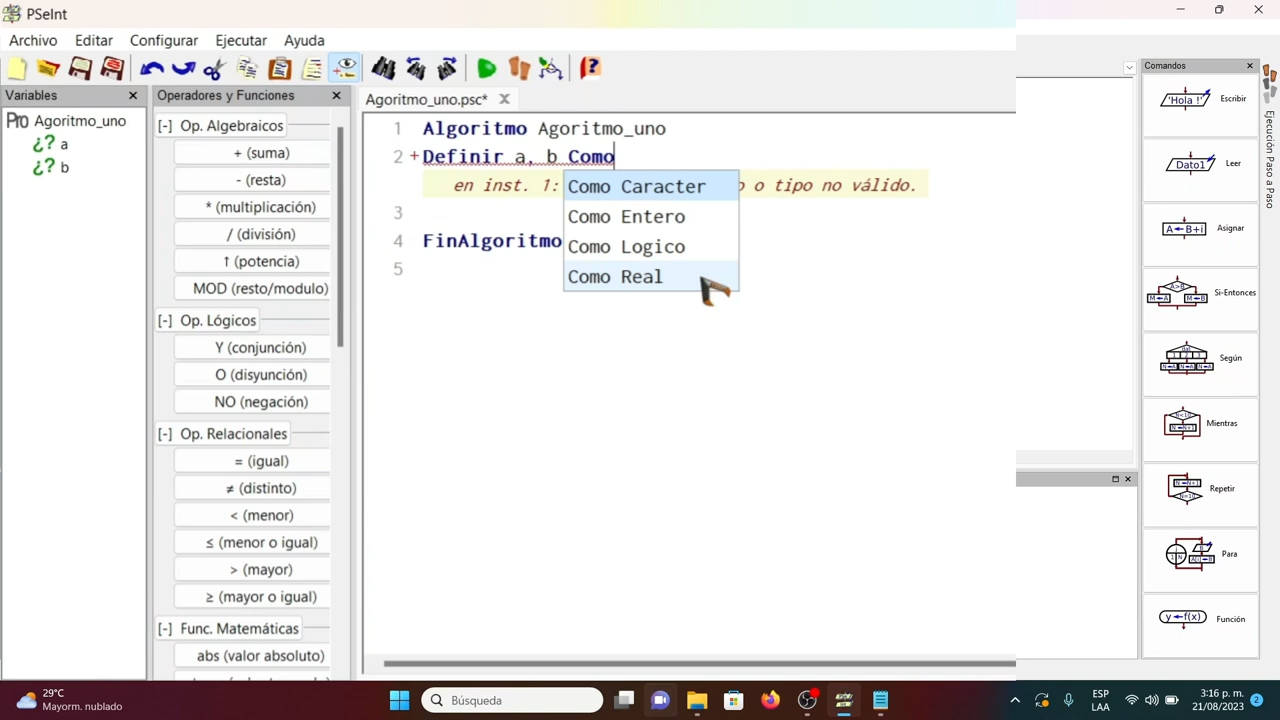 PSeInt
Archivo Editar Configurar Ejecutar Ayuda
Variables
Agoritmo_uno
¿? a
¿? b
Operadores y Funciones
[-] Op. Algebraicos
+ (suma)
- (resta)
* (multiplicación)
/ (división)
↑ (potencia)
MOD (resto/modulo)
[-] Op. Lógicos
Y (conjunción)
O (disyunción)
NO (negación)
[-] Op. Relacionales
= (igual)
≠ (distinto)
< (menor)
≤ (menor o igual)
> (mayor)
≥ (mayor o igual)
[-] Func. Matemáticas
abs (valor absoluto)
Agoritmo_uno.psc*
1 Algoritmo Agoritmo_uno
2 + Definir a, b Como
en inst. 1: o tipo no válido.
Como Caracter
Como Entero
Como Logico
Como Real
3
4 FinAlgoritmo
5
Comandos
'Hola !' Escribir
Dato1 Leer
A←B+i Asignar
A>B Si-Entonces
Según
Mientras
Repetir
Para
y←f(x) Función
Ejecución Paso a Paso
29°C
Mayorm. nublado
Búsqueda
ESP
LAA
3:16 p. m.
21/08/2023
2